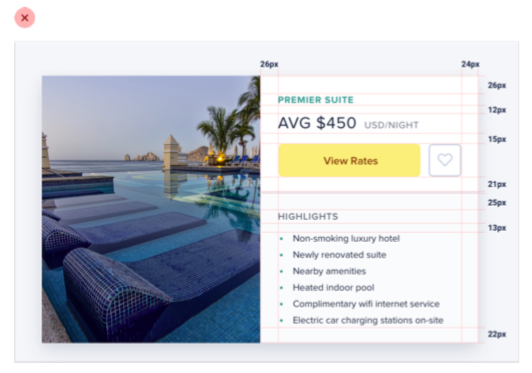 26px 24px
26px
PREMIER SUITE
12px
AVG $450 USD/NIGHT
15px
View Rates
21px
25px
HIGHLIGHTS
13px
Non-smoking luxury hotel
Newly renovated suite
Nearby amenities
Heated indoor pool
Complimentary wifi internet service
Electric car charging stations on-site
22px